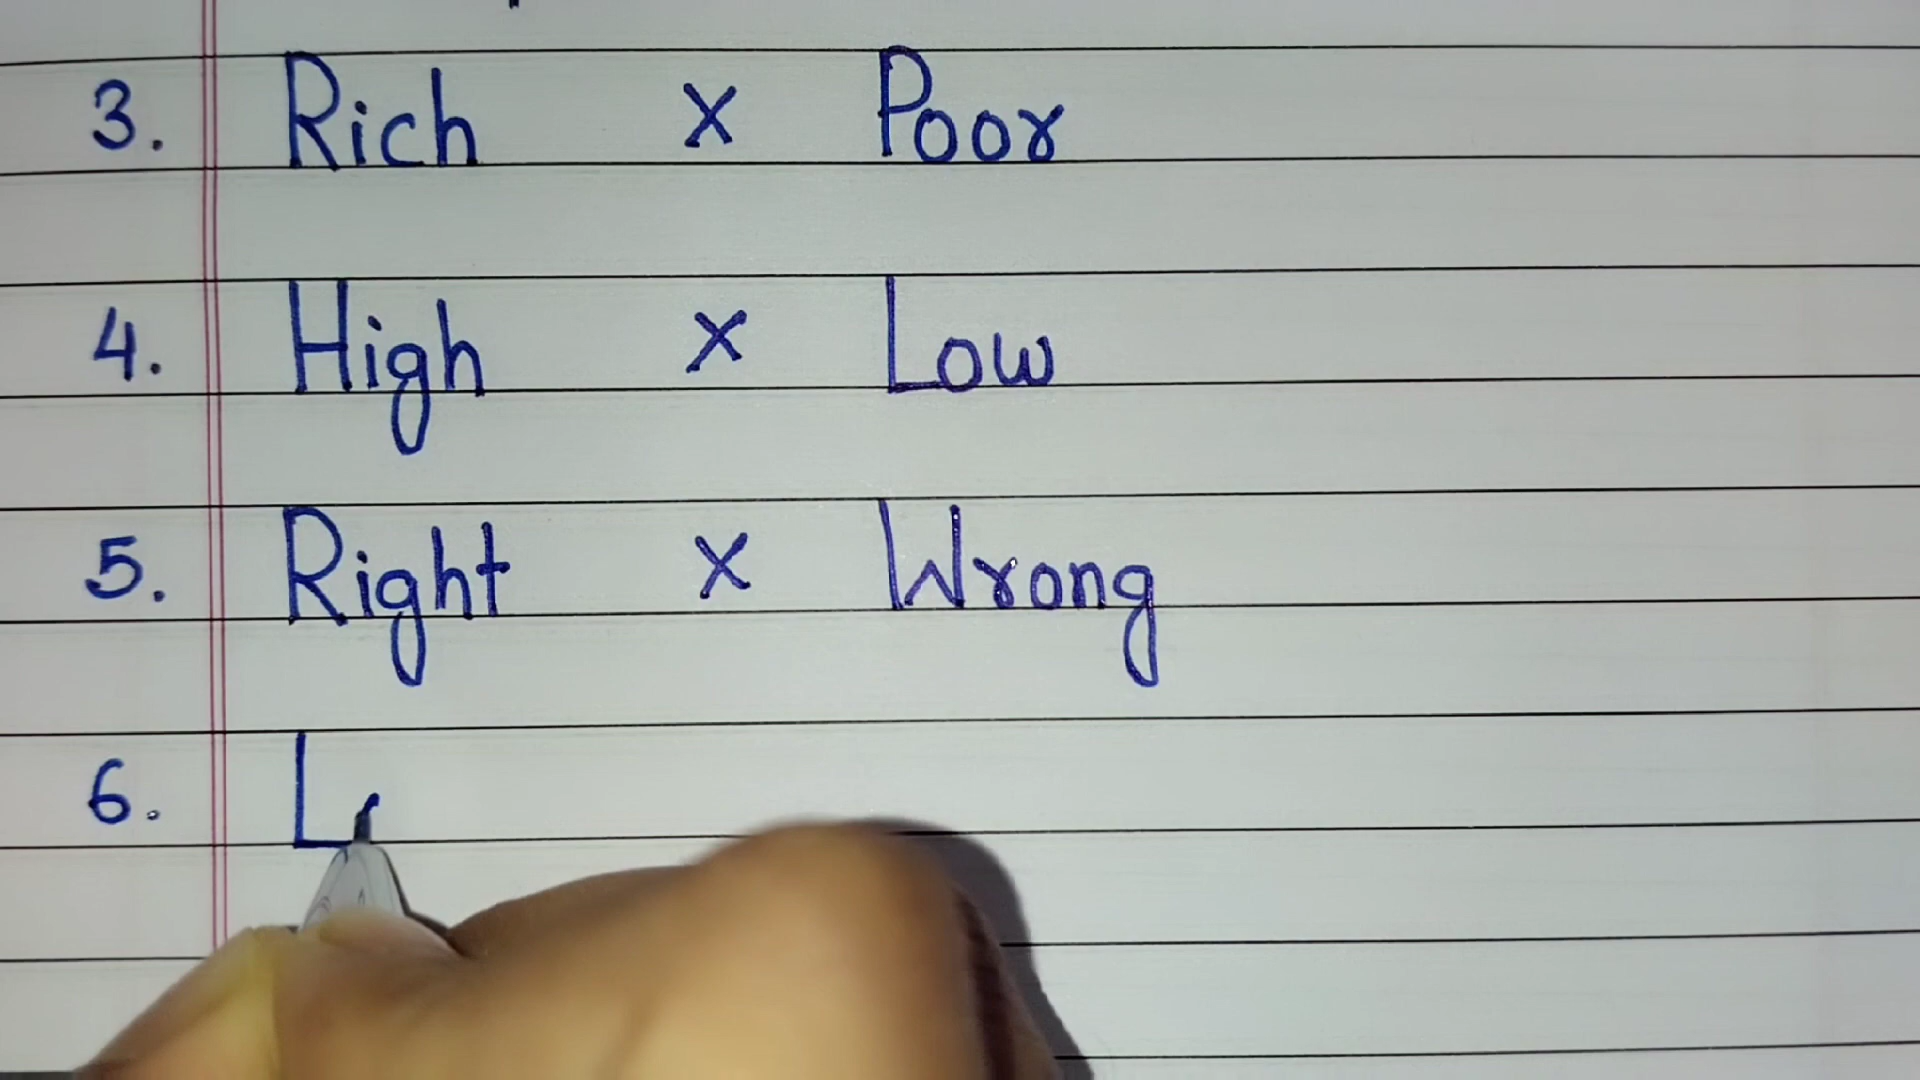 3. Rich x Poor
4. High x Low
5. Right x Wrong
6. L